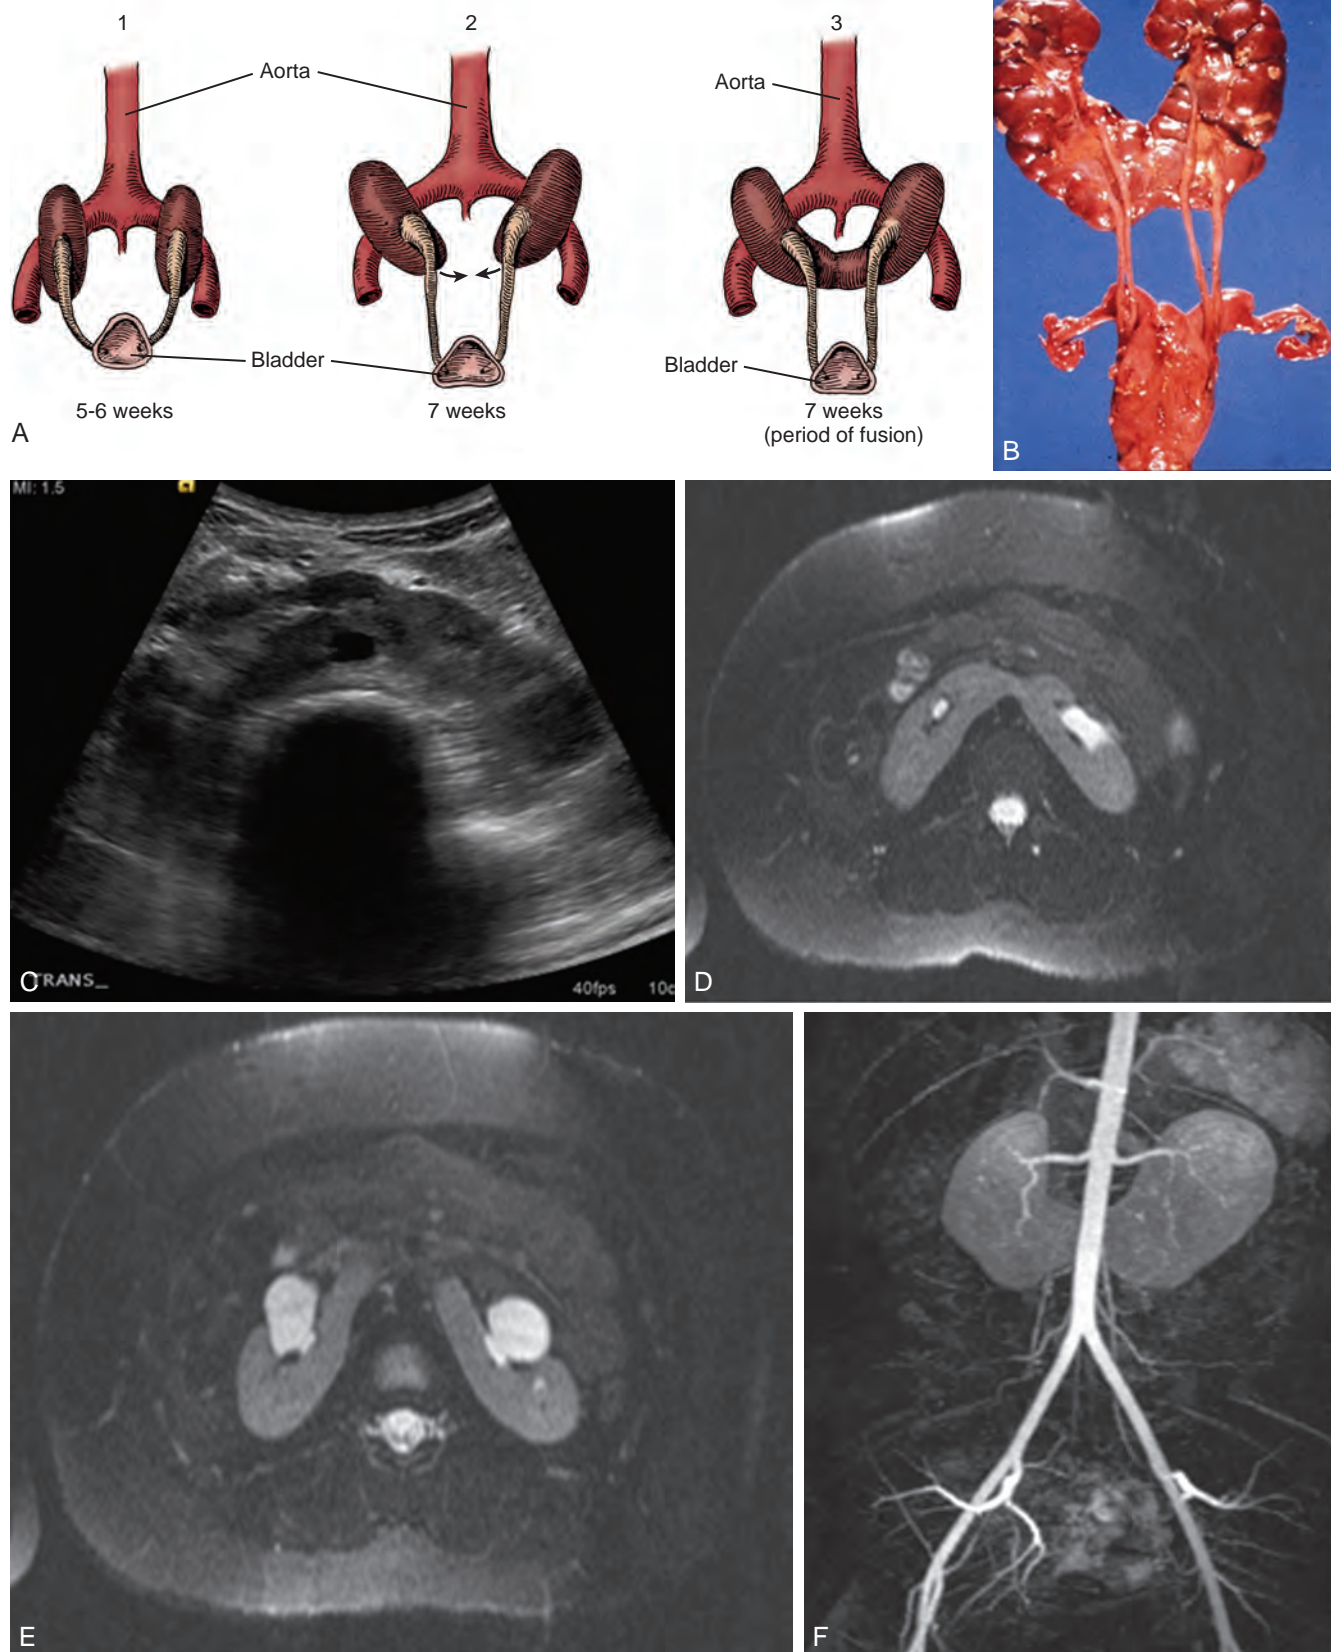 1
2
3
Aorta
Aorta
Bladder
Bladder
5-6 weeks
7 weeks
7 weeks
(period of fusion)
A
B
MI: 1.5
TRANS_
40fps
10c
C
D
E
F